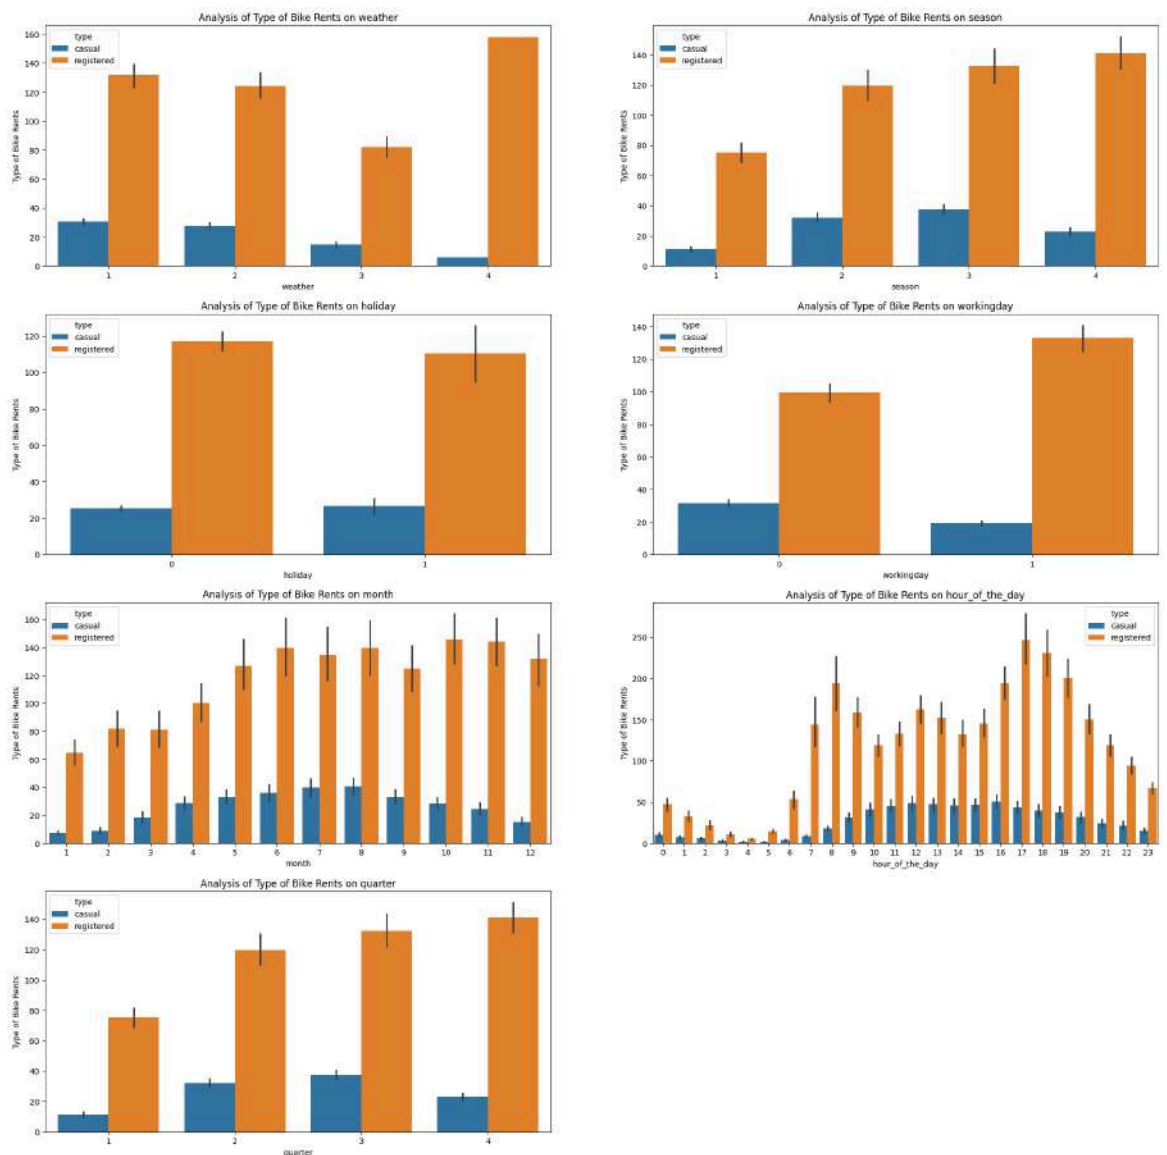 Analysis of Type of Bike Rents on weather
type
casual
registered
Type of Bike Rents
160
140
120
100
80
60
40
20
0
1 2 3 4
weather
Analysis of Type of Bike Rents on season
type
casual
registered
Type of Bike Rents
140
120
100
80
60
40
20
0
1 2 3 4
season
Analysis of Type of Bike Rents on holiday
type
casual
registered
Type of Bike Rents
120
100
80
60
40
20
0
0 1
holiday
Analysis of Type of Bike Rents on workingday
type
casual
registered
Type of Bike Rents
140
120
100
80
60
40
20
0
0 1
workingday
Analysis of Type of Bike Rents on month
type
casual
registered
Type of Bike Rents
160
140
120
100
80
60
40
20
0
1 2 3 4 5 6 7 8 9 10 11 12
month
Analysis of Type of Bike Rents on hour_of_the_day
type
casual
registered
Type of Bike Rents
250
200
150
100
50
0
0 1 2 3 4 5 6 7 8 9 10 11 12 13 14 15 16 17 18 19 20 21 22 23
hour_of_the_day
Analysis of Type of Bike Rents on quarter
type
casual
registered
Type of Bike Rents
140
120
100
80
60
40
20
0
1 2 3 4
quarter